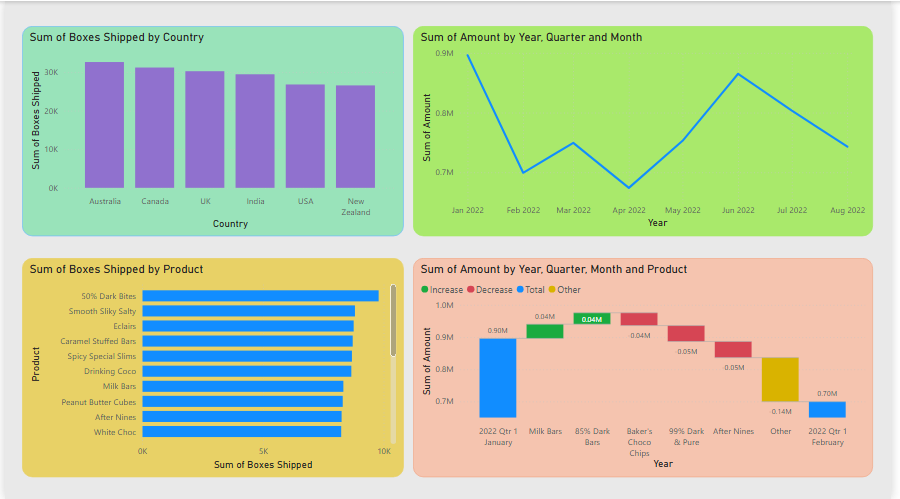 Sum of Boxes Shipped by Country
Sum of Boxes Shipped
30K
20K
10K
0K
Australia
Canada
UK
India
USA
New
Zealand
Country
Sum of Amount by Year, Quarter and Month
Sum of Amount
0.9M
0.8M
0.7M
Jan 2022
Feb 2022
Mar 2022
Apr 2022
May 2022
Jun 2022
Jul 2022
Aug 2022
Year
Sum of Boxes Shipped by Product
Product
50% Dark Bites
Smooth Sliky Salty
Eclairs
Caramel Stuffed Bars
Spicy Special Slims
Drinking Coco
Milk Bars
Peanut Butter Cubes
After Nines
White Choc
0K
5K
10K
Sum of Boxes Shipped
Sum of Amount by Year, Quarter, Month and Product
Increase Decrease Total Other
Sum of Amount
1.0M
0.9M
0.8M
0.7M
0.90M
0.04M
0.04M
0.04M
0.05M
0.05M
0.14M
0.70M
2022 Qtr 1
January
Milk Bars
85% Dark
Bars
Baker's
Choco
Chips
99% Dark
& Pure
After Nines
Other
2022 Qtr 1
February
Year